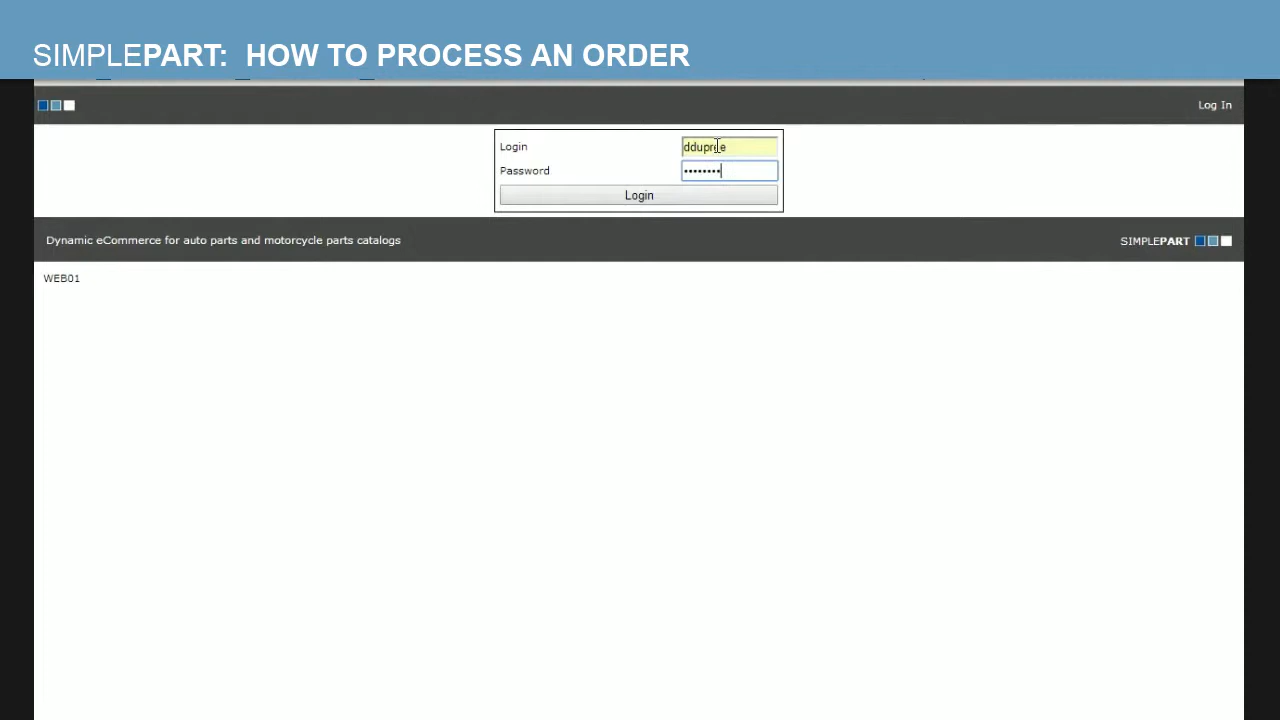 SIMPLEPART: HOW TO PROCESS AN ORDER
Log In
Login ddupree
Password ••••••••
Login
Dynamic eCommerce for auto parts and motorcycle parts catalogs
SIMPLEPART
WEB01